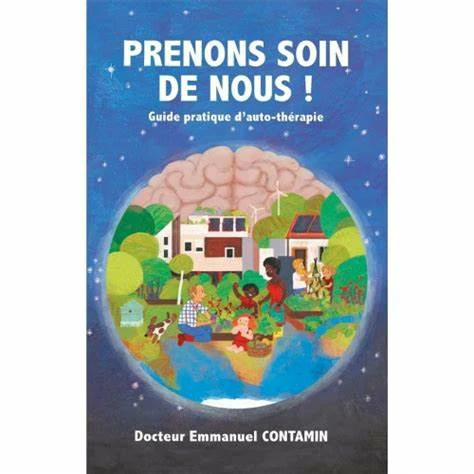 PRENONS SOIN
DE NOUS !
Guide pratique d'auto-thérapie
Docteur Emmanuel CONTAMIN